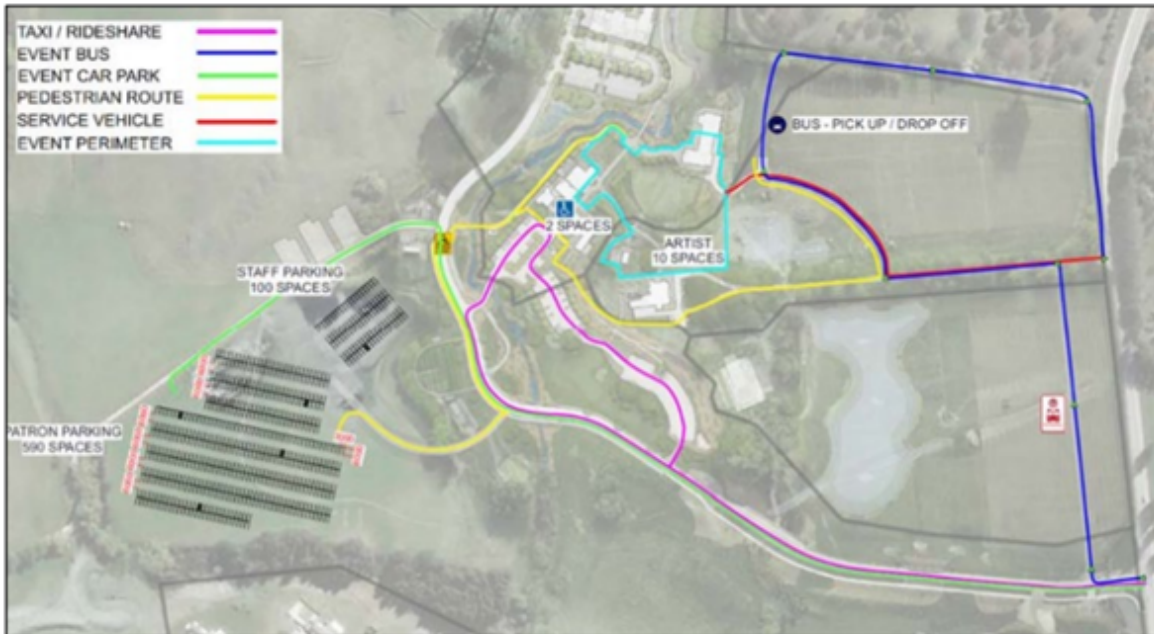 TAXI / RIDESHARE
EVENT BUS
EVENT CAR PARK
PEDESTRIAN ROUTE
SERVICE VEHICLE
EVENT PERIMETER
BUS - PICK UP / DROP OFF
2 SPACES
ARTIST
10 SPACES
STAFF PARKING
100 SPACES
PATRON PARKING
590 SPACES